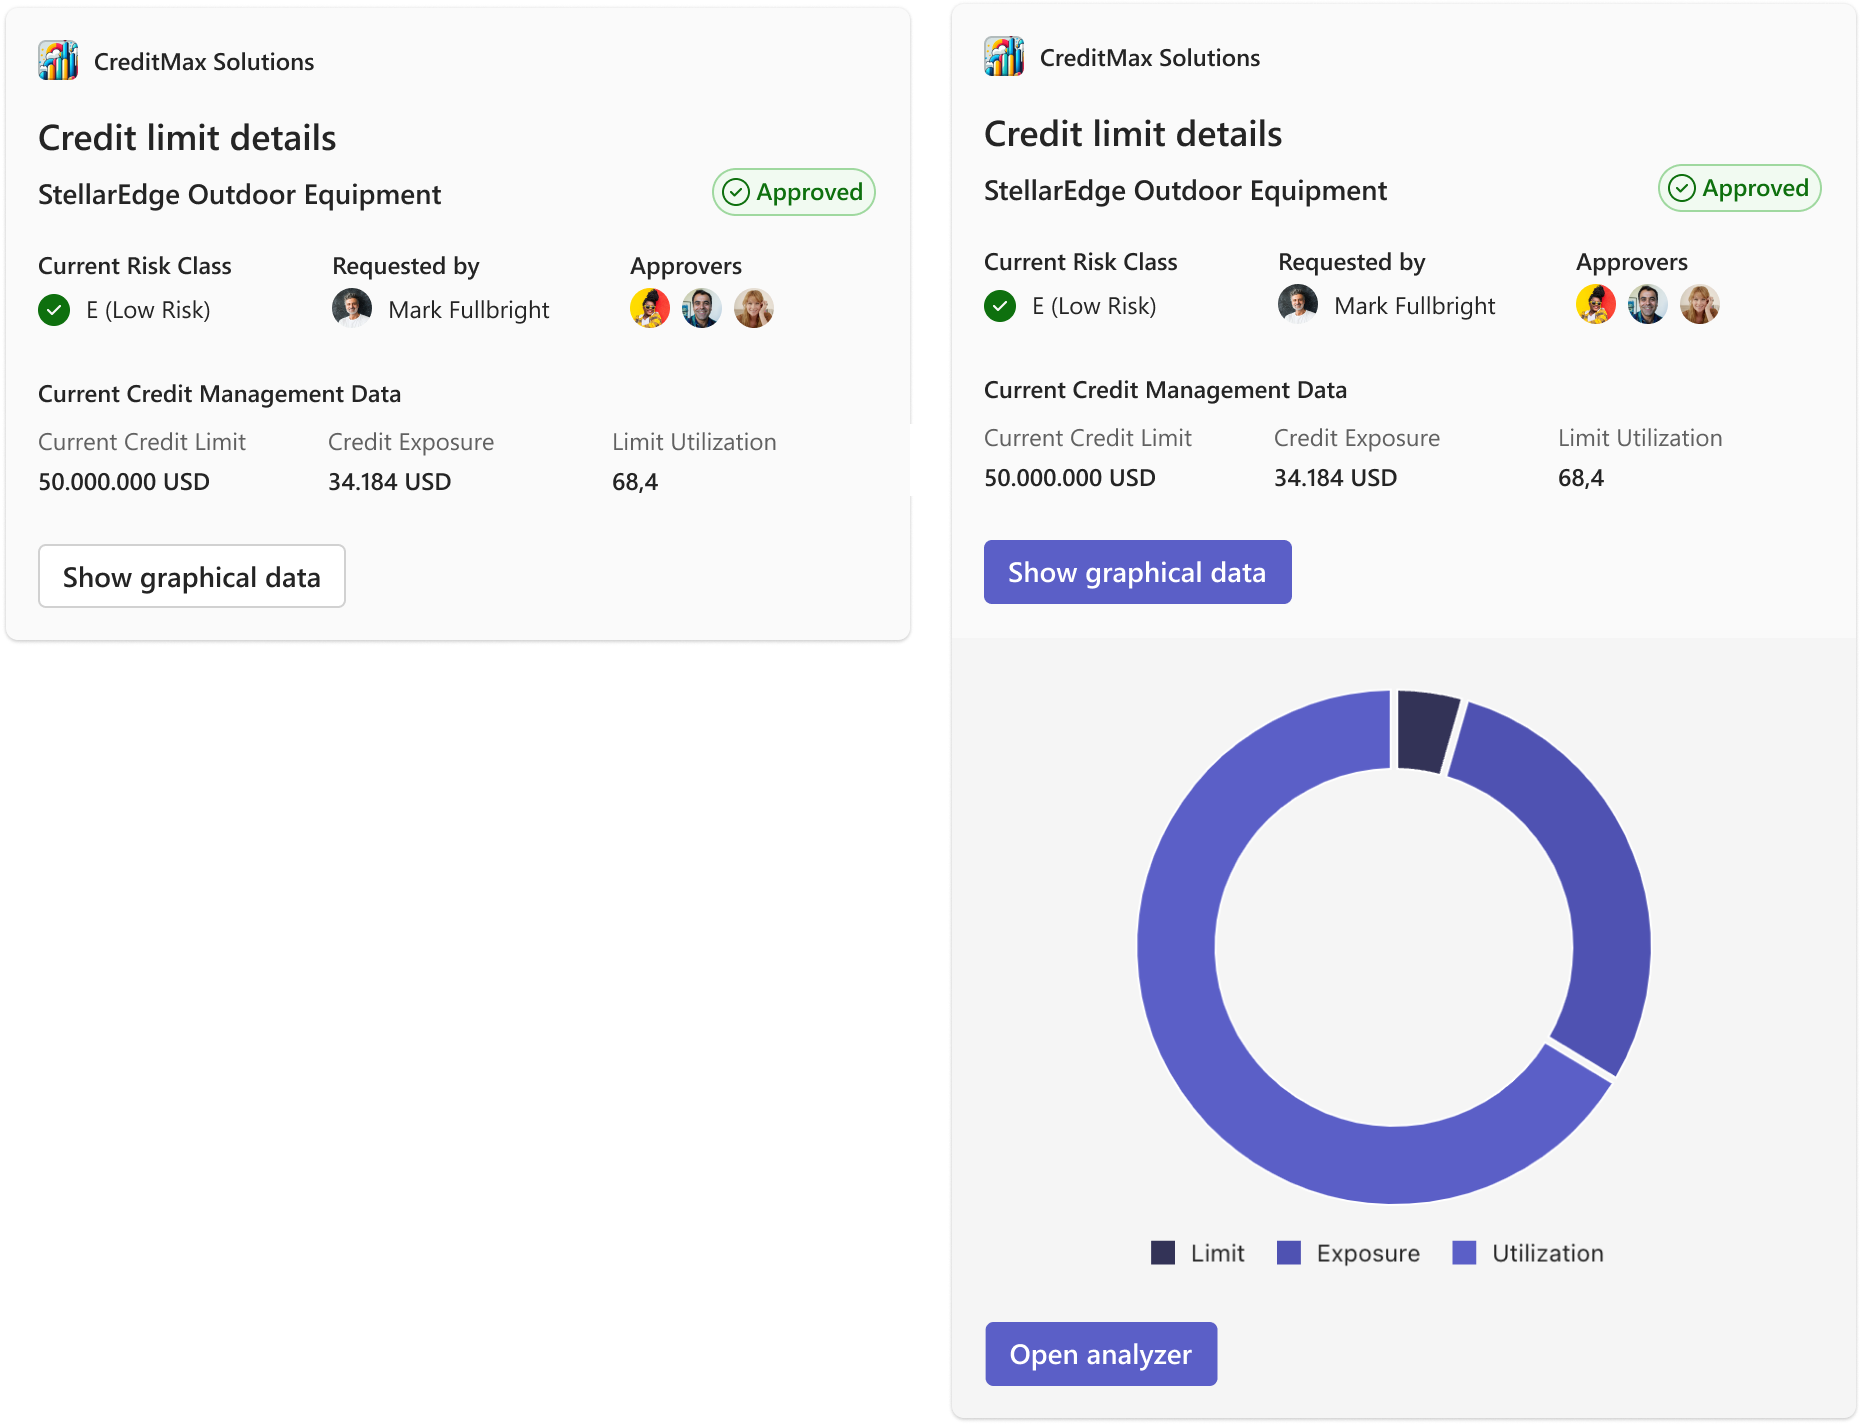 CreditMax Solutions
Credit limit details
StellarEdge Outdoor Equipment
Approved
Current Risk Class
Requested by
Approvers
E (Low Risk)
Mark Fullbright
Current Credit Management Data
Current Credit Limit
Credit Exposure
Limit Utilization
50.000.000 USD
34.184 USD
68,4
Show graphical data
CreditMax Solutions
Credit limit details
StellarEdge Outdoor Equipment
Approved
Current Risk Class
Requested by
Approvers
E (Low Risk)
Mark Fullbright
Current Credit Management Data
Current Credit Limit
Credit Exposure
Limit Utilization
50.000.000 USD
34.184 USD
68,4
Show graphical data
Limit
Exposure
Utilization
Open analyzer